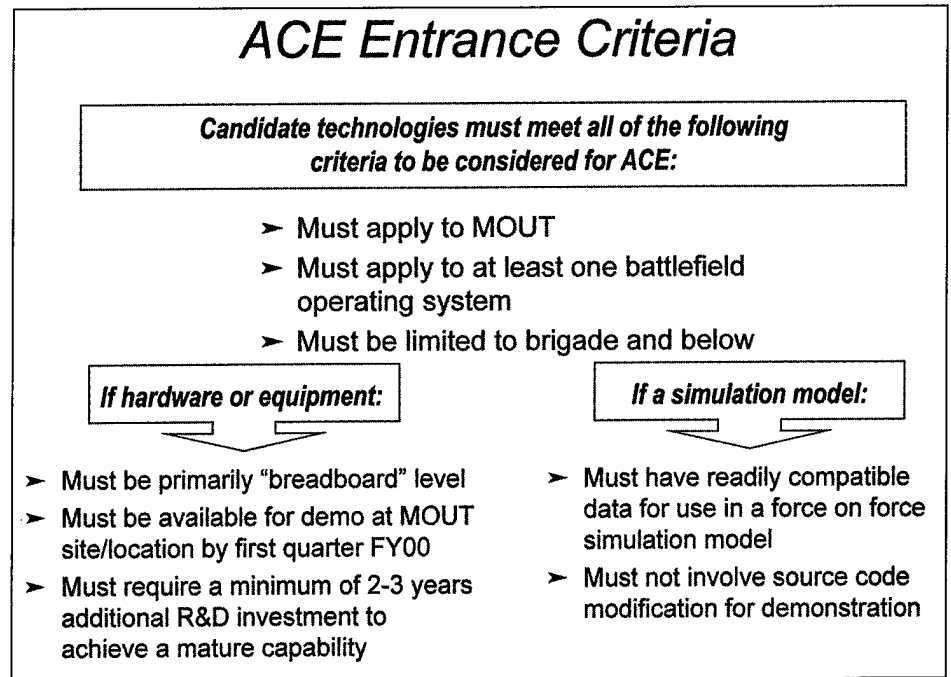 ACE Entrance Criteria
Candidate technologies must meet all of the following
criteria to be considered for ACE:
➤ Must apply to MOUT
➤ Must apply to at least one battlefield
operating system
➤ Must be limited to brigade and below
If hardware or equipment:
➤ Must be primarily “breadboard” level
➤ Must be available for demo at MOUT
site/location by first quarter FY00
➤ Must require a minimum of 2-3 years
additional R&D investment to
achieve a mature capability
If a simulation model:
➤ Must have readily compatible
data for use in a force on force
simulation model
➤ Must not involve source code
modification for demonstration